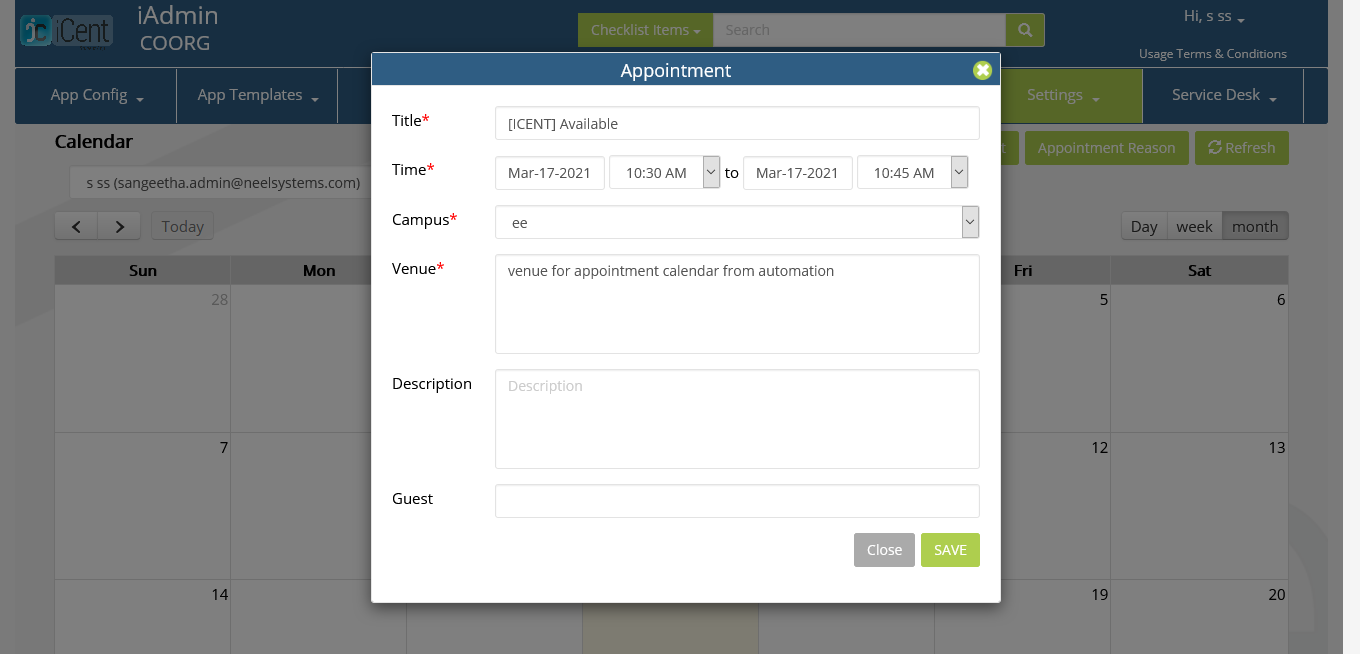 iCent
iAdmin
COORG
Checklist Items
Search
Hi, s ss
Usage Terms & Conditions
App Config
App Templates
Settings
Service Desk
Calendar
Appointment Reason
Refresh
s ss (sangeetha.admin@neelsystems.com)
Today
Day week month
Sun Mon Fri Sat
28 5 6
7 12 13
14 19 20
Appointment
Title*
[ICENT] Available
Time*
Mar-17-2021 10:30 AM to Mar-17-2021 10:45 AM
Campus*
ee
Venue*
venue for appointment calendar from automation
Description
Description
Guest
Close SAVE